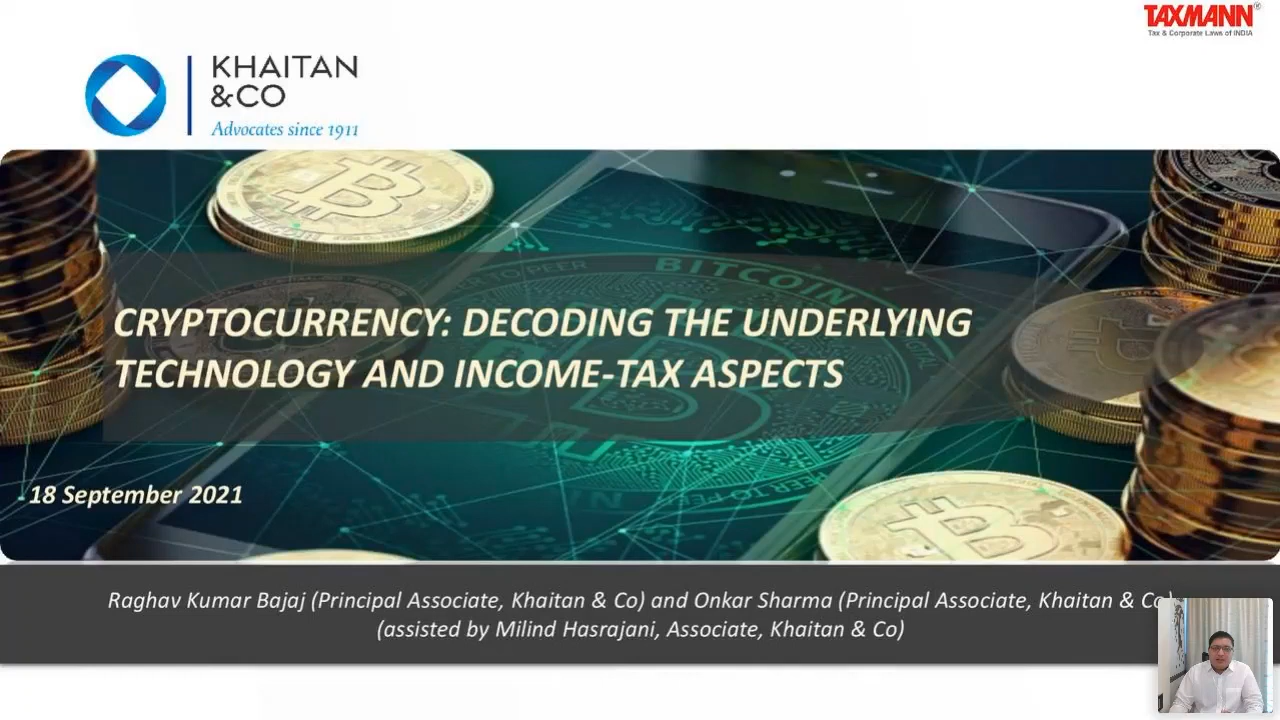 TAXMANN®
Tax & Corporate Laws of INDIA
KHAITAN
&CO
Advocates since 1911
BITCOIN
CRYPTOCURRENCY: DECODING THE UNDERLYING
TECHNOLOGY AND INCOME-TAX ASPECTS
18 September 2021
Raghav Kumar Bajaj (Principal Associate, Khaitan & Co) and Onkar Sharma (Principal Associate, Khaitan & Co)
(assisted by Milind Hasrajani, Associate, Khaitan & Co)